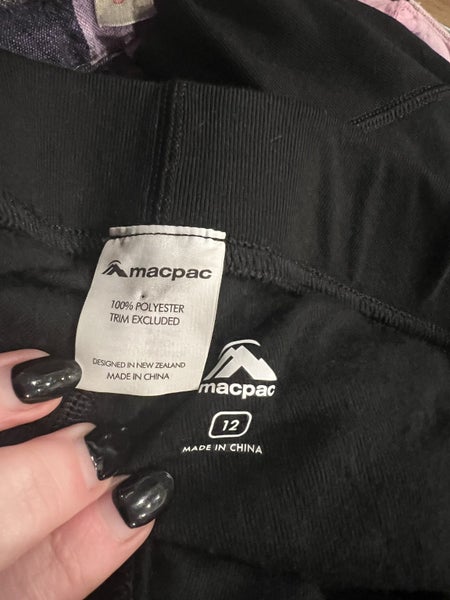 macpac
100% POLYESTER
TRIM EXCLUDED
DESIGNED IN NEW ZEALAND
MADE IN CHINA
macpac
12
MADE IN CHINA